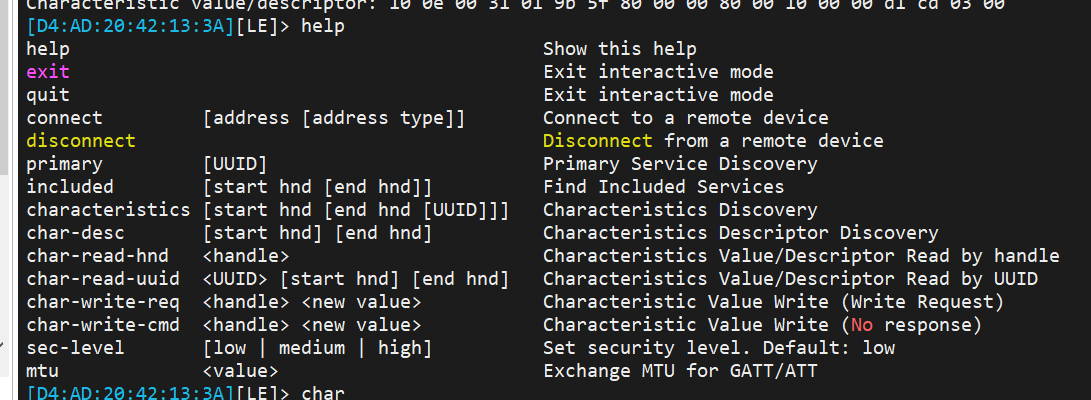 Characteristic value/descriptor: 10 0e 00 31 01 9b 5f 80 00 00 80 00 10 00 00 d1 cd 03 00
[D4:AD:20:42:13:3A][LE]> help
help Show this help
exit Exit interactive mode
quit Exit interactive mode
connect [address [address type]] Connect to a remote device
disconnect Disconnect from a remote device
primary [UUID] Primary Service Discovery
included [start hnd [end hnd]] Find Included Services
characteristics [start hnd [end hnd [UUID]]] Characteristics Discovery
char-desc [start hnd] [end hnd] Characteristics Descriptor Discovery
char-read-hnd <handle> Characteristics Value/Descriptor Read by handle
char-read-uuid <UUID> [start hnd] [end hnd] Characteristics Value/Descriptor Read by UUID
char-write-req <handle> <new value> Characteristic Value Write (Write Request)
char-write-cmd <handle> <new value> Characteristic Value Write (No response)
sec-level [low | medium | high] Set security level. Default: low
mtu <value> Exchange MTU for GATT/ATT
[D4:AD:20:42:13:3A][LE]> char